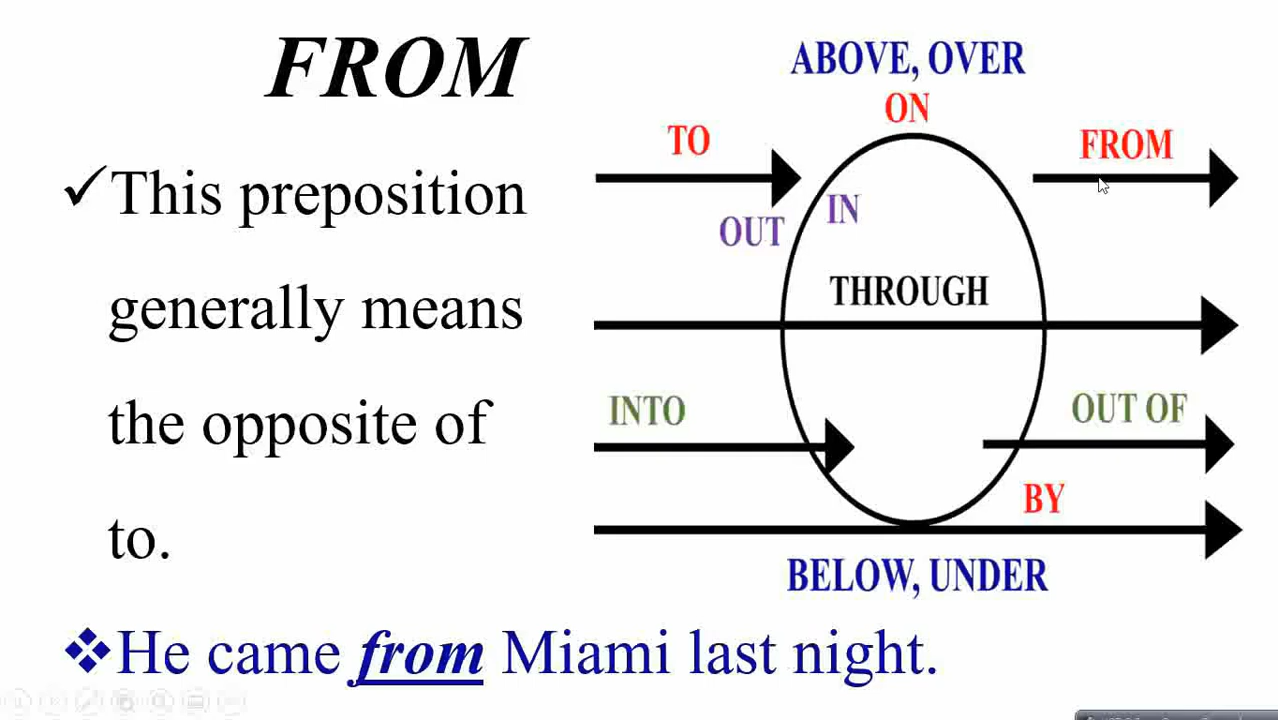 FROM
✓This preposition
generally means
the opposite of
to.
❖He came from Miami last night.
ABOVE, OVER
ON
TO
FROM
OUT
IN
THROUGH
INTO
OUT OF
BY
BELOW, UNDER